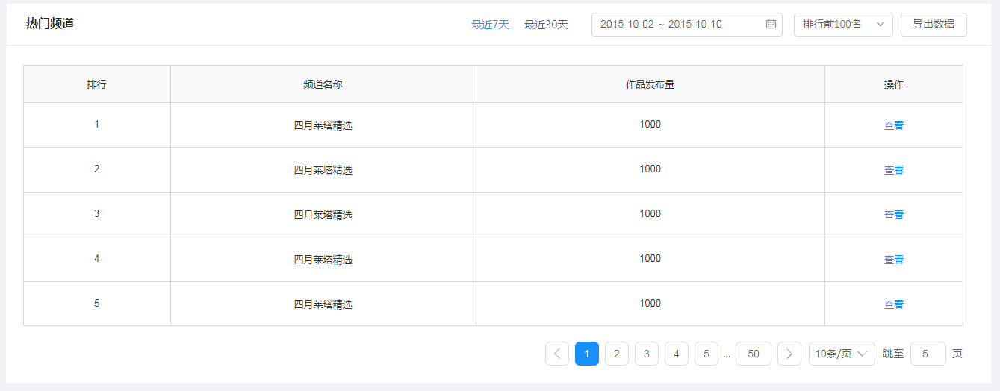 热门频道 最近7天 最近30天 2015-10-02 ~ 2015-10-10 排行前100名 导出数据
排行 频道名称 作品发布量 操作
1 四月莱塔精选 1000 查看
2 四月莱塔精选 1000 查看
3 四月莱塔精选 1000 查看
4 四月莱塔精选 1000 查看
5 四月莱塔精选 1000 查看
1 2 3 4 5 ... 50 10条/页 跳至 5 页